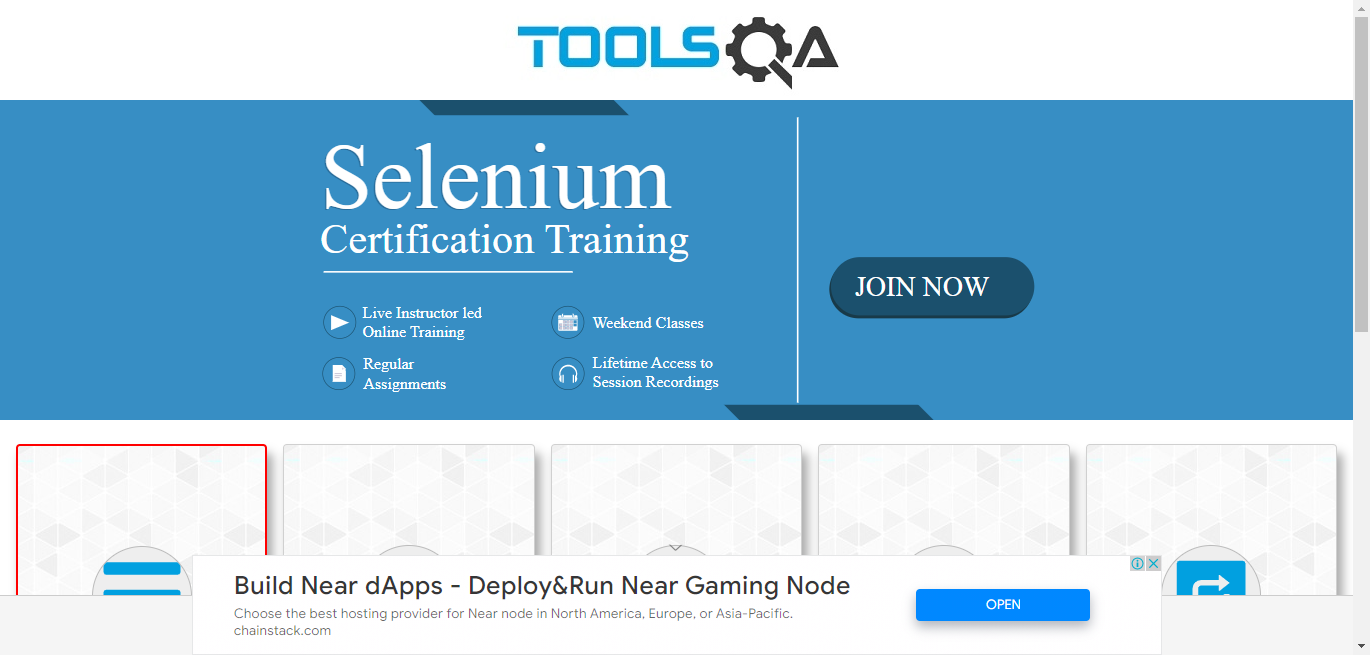 TOOLSQA
Selenium
Certification Training
JOIN NOW
Live Instructor led
Online Training
Weekend Classes
Regular
Assignments
Lifetime Access to
Session Recordings
Build Near dApps - Deploy&Run Near Gaming Node
Choose the best hosting provider for Near node in North America, Europe, or Asia-Pacific.
chainstack.com
OPEN